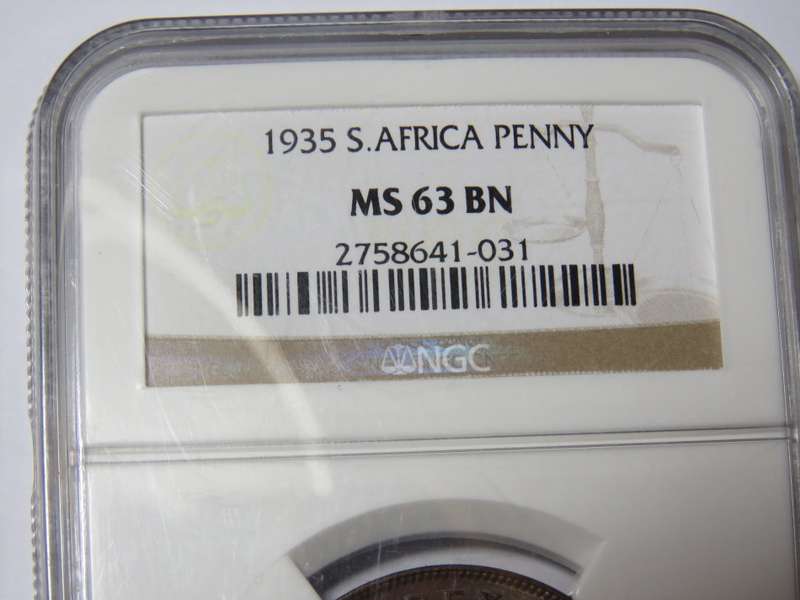 1935 S.AFRICA PENNY
MS 63 BN
2758641-031
NGC